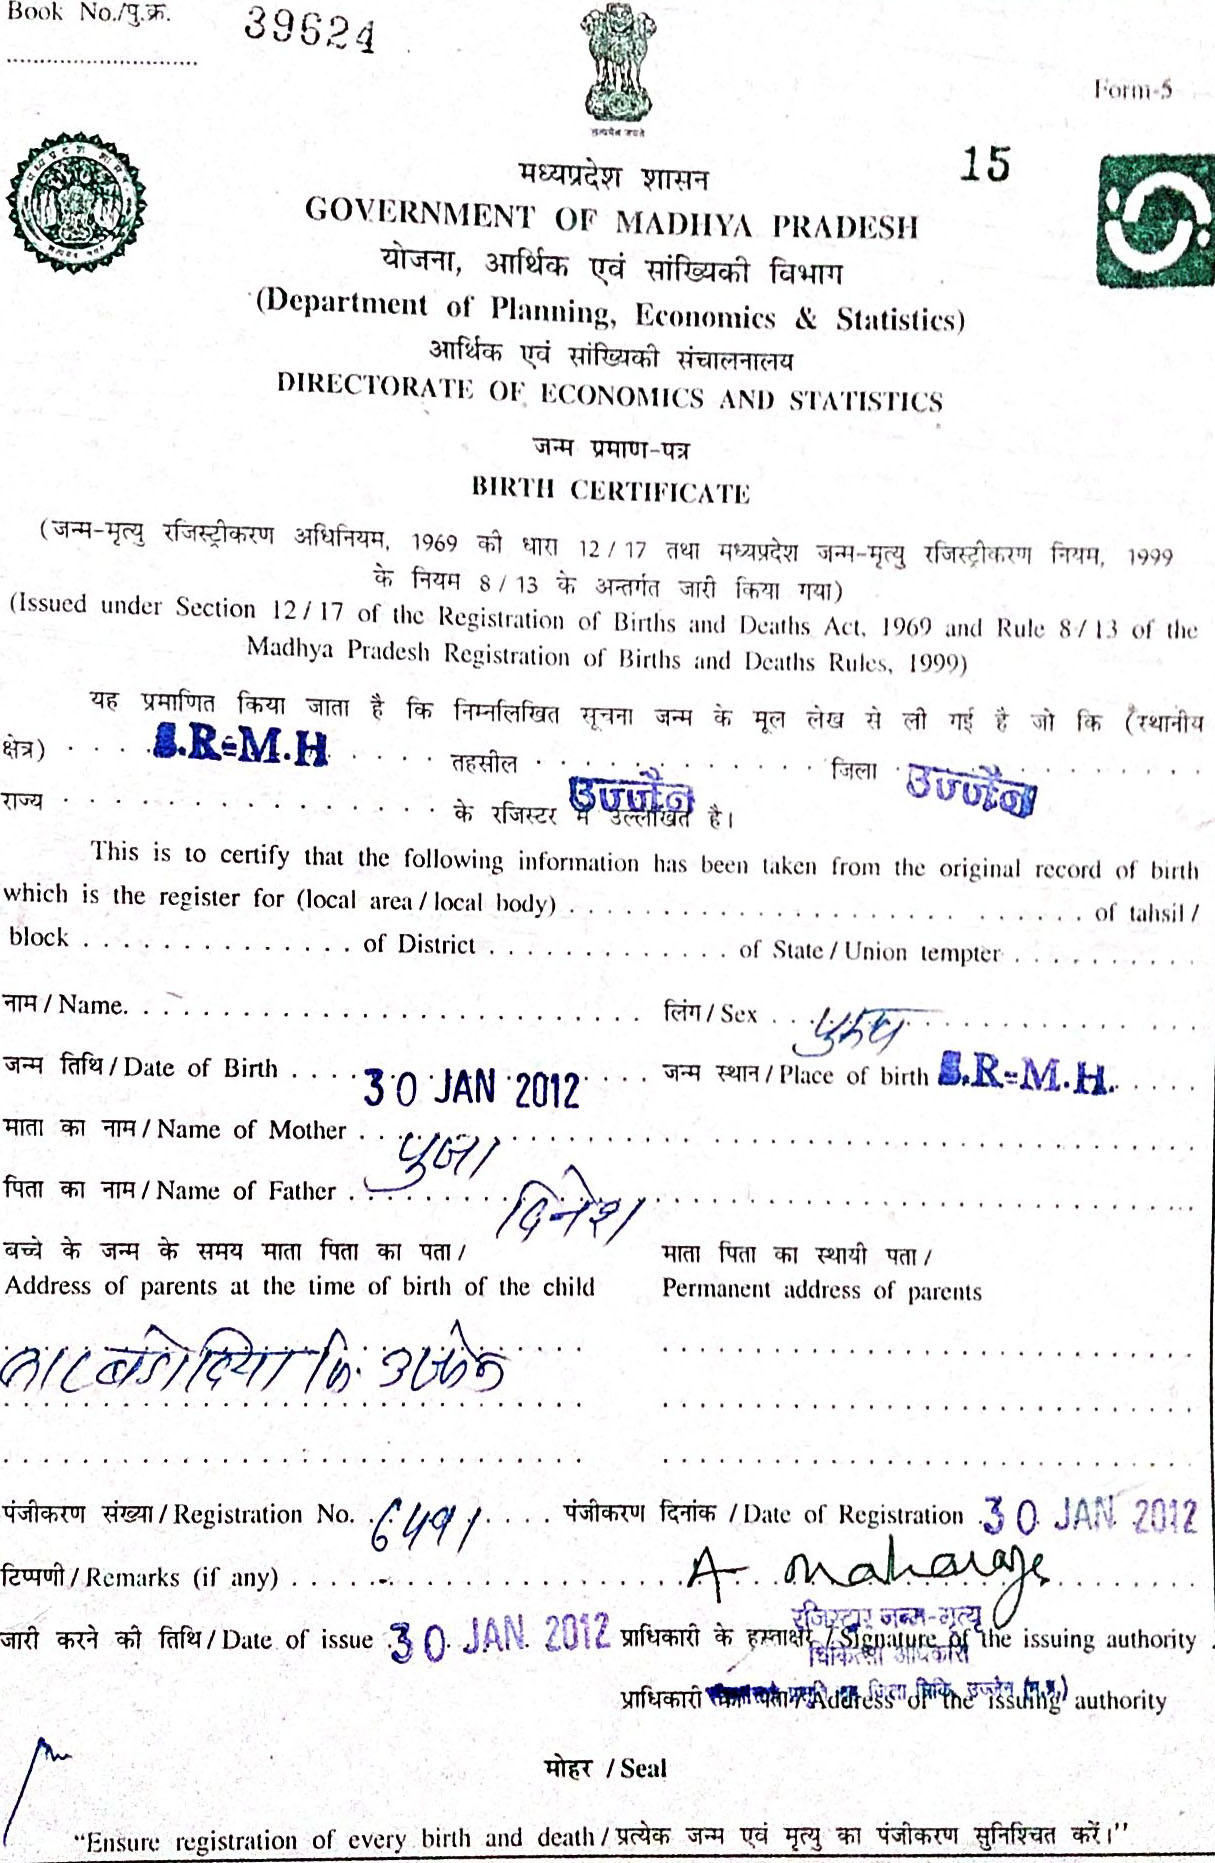 Book No./पु.क्र. 39624
सत्यमेव जयते
Form-5
15
मध्यप्रदेश शासन
GOVERNMENT OF MADHYA PRADESH
योजना, आर्थिक एवं सांख्यिकी विभाग
(Department of Planning, Economics & Statistics)
आर्थिक एवं सांख्यिकी संचालनालय
DIRECTORATE OF ECONOMICS AND STATISTICS
जन्म प्रमाण-पत्र
BIRTH CERTIFICATE
(जन्म-मृत्यु रजिस्ट्रीकरण अधिनियम, 1969 की धारा 12/17 तथा मध्यप्रदेश जन्म-मृत्यु रजिस्ट्रीकरण नियम, 1999
के नियम 8/13 के अन्तर्गत जारी किया गया)
(Issued under Section 12/17 of the Registration of Births and Deaths Act, 1969 and Rule 8/13 of the
Madhya Pradesh Registration of Births and Deaths Rules, 1999)
यह प्रमाणित किया जाता है कि निम्नलिखित सूचना जन्म के मूल लेख से ली गई है जो कि (स्थानीय
क्षेत्र) S.R=M.H तहसील उज्जैन जिला उज्जैन
राज्य के रजिस्टर में उल्लेखित है।
This is to certify that the following information has been taken from the original record of birth
which is the register for (local area/local body) of tahsil/
block of District of State/Union tempter
नाम/Name. लिंग/Sex पुरुष
जन्म तिथि/Date of Birth 30 JAN 2012 जन्म स्थान/Place of birth S.R=M.H.
माता का नाम/Name of Mother पुजा
पिता का नाम/Name of Father दिनेश
बच्चे के जन्म के समय माता पिता का पता/ माता पिता का स्थायी पता/
Address of parents at the time of birth of the child Permanent address of parents
जि. उज्जैन
पंजीकरण संख्या/Registration No. 6491 पंजीकरण दिनांक/Date of Registration 30 JAN 2012
टिप्पणी/Remarks (if any) - A maharaje
रजिस्ट्रार जन्म-मृत्यु
जारी करने की तिथि/Date of issue 30 JAN. 2012 प्राधिकारी के हस्ताक्षर/Signature of the issuing authority
चिकित्सा अधिकारी
प्राधिकारी का पता/Address of the issuing authority
जिला चिकि. उज्जैन (म.प्र.)
मोहर /Seal
"Ensure registration of every birth and death/प्रत्येक जन्म एवं मृत्यु का पंजीकरण सुनिश्चित करें।"